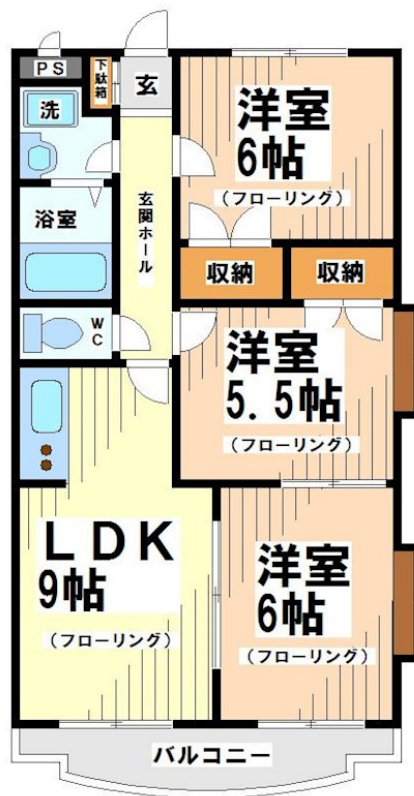 PS
下駄箱
玄
洗
洋室
6帖
(フローリング)
浴室
玄関ホール
収納
収納
WC
洋室
5.5帖
(フローリング)
LDK
9帖
(フローリング)
洋室
6帖
(フローリング)
バルコニー